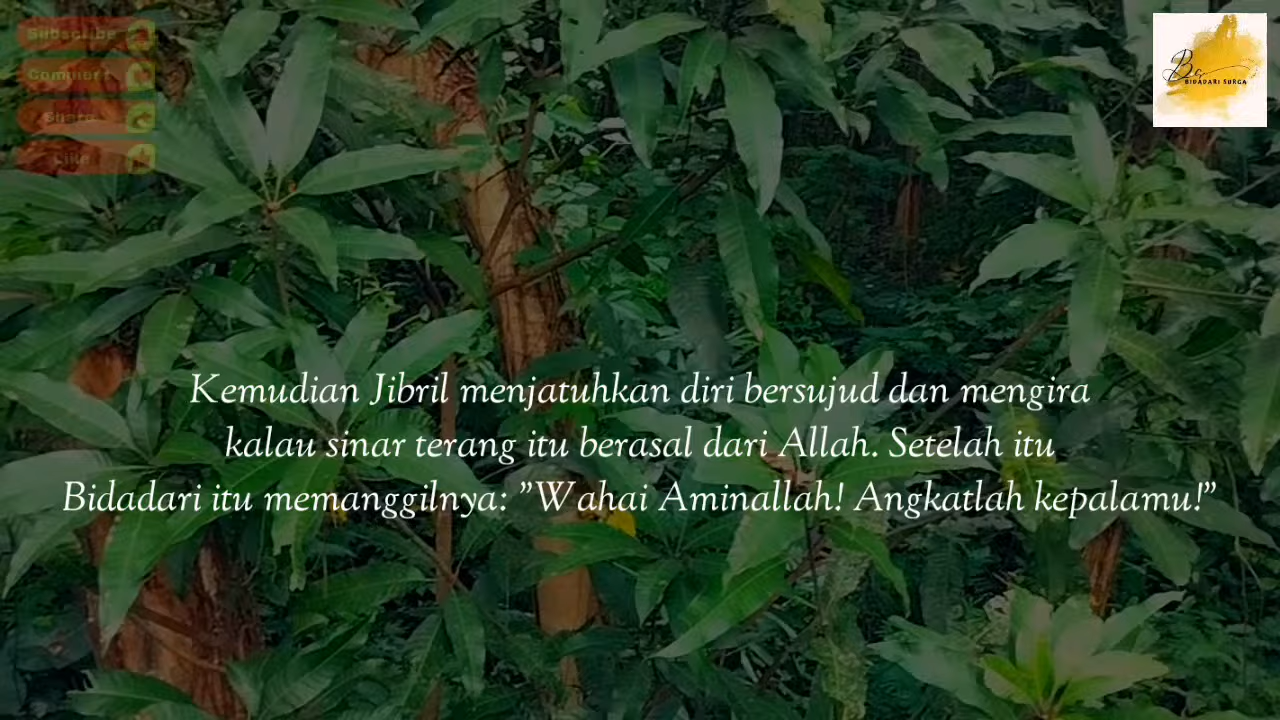 Subscribe
Comment
Share
Like
BIDADARI SURGA
Kemudian Jibril menjatuhkan diri bersujud dan mengira
kalau sinar terang itu berasal dari Allah. Setelah itu
Bidadari itu memanggilnya: ”Wahai Aminallah! Angkatlah kepalamu!”